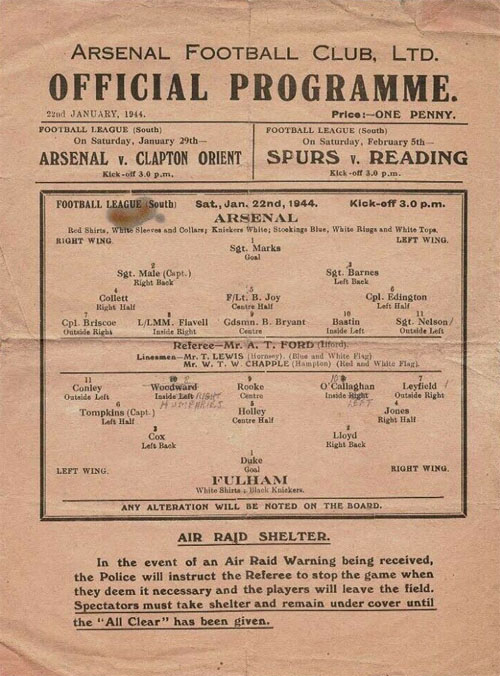 ARSENAL FOOTBALL CLUB, LTD.
OFFICIAL PROGRAMME.
22nd JANUARY, 1944.
Price:—ONE PENNY.
FOOTBALL LEAGUE (South)
On Saturday, January 29th—
ARSENAL v. CLAPTON ORIENT
Kick-off 3.0 p.m.
FOOTBALL LEAGUE (South)
On Saturday, February 5th—
SPURS v. READING
Kick-off 3.0 p.m.
FOOTBALL LEAGUE (South) Sat., Jan. 22nd, 1944. Kick-off 3.0 p.m.
ARSENAL
Red Shirts, White Sleeves and Collars; Knickers White; Stockings Blue, White Rings and White Tops.
RIGHT WING LEFT WING.
1
Sgt. Marks
Goal
2 3
Sgt. Male (Capt.) Sgt. Barnes
Right Back Left Back
4 5 6
Collett F/Lt. B. Joy Cpl. Edington
Right Half Centre Half Left Half
7 8 9 10 11
Cpl. Briscoe L/LMM. Flavell Gdsmn. B. Bryant Bastin Sgt. Nelson /
Outside Right Inside Right Centre Inside Left Outside Left
Referee—Mr. A. T. FORD (Ilford).
Linesmen—Mr. T. LEWIS (Hornsey). (Blue and White Flag)
Mr. W. T. W. CHAPPLE (Hampton) (Red and White Flag).
11 9 7
Conley Woodward Rooke O'Callaghan Leyfield /
Outside Left Inside Left RIGHT Centre Inside Right LEFT Outside Right
HUMPHRIES
6 5 4
Tompkins (Capt.) Holley Jones
Left Half Centre Half Right Half
3 2
Cox Lloyd
Left Back Right Back
1
Duke
Goal
LEFT WING. RIGHT WING.
FULHAM
White Shirts; Black Knickers.
ANY ALTERATION WILL BE NOTED ON THE BOARD.
AIR RAID SHELTER.
In the event of an Air Raid Warning being received,
the Police will instruct the Referee to stop the game when
they deem it necessary and the players will leave the field.
Spectators must take shelter and remain under cover until
the "All Clear" has been given.